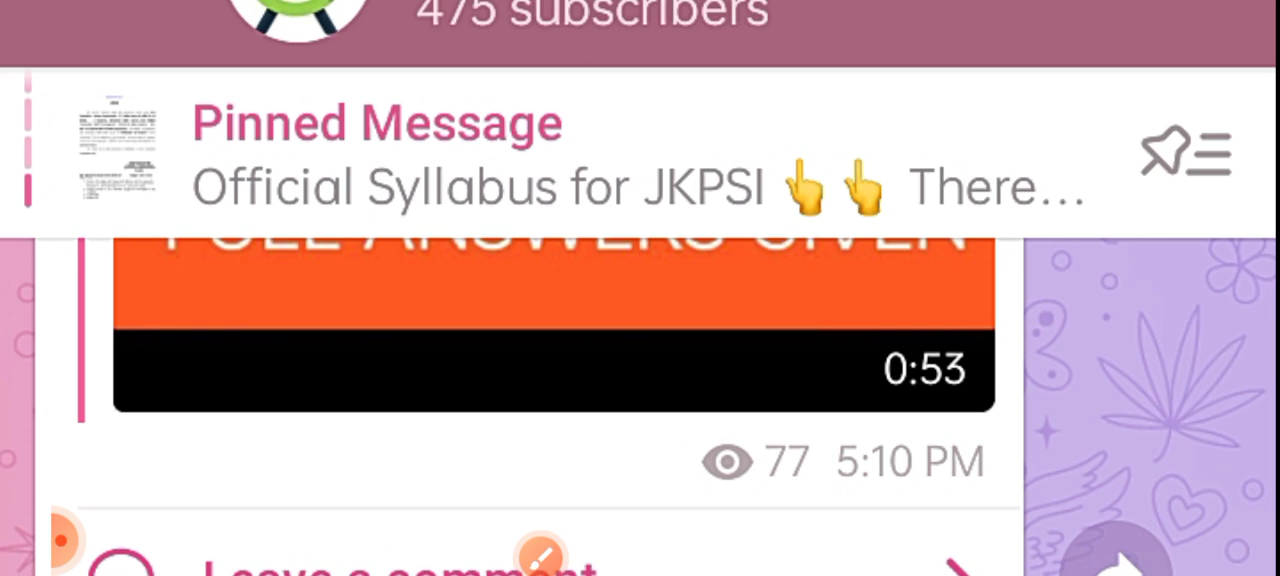 475 subscribers
Pinned Message
Official Syllabus for JKPSI 👆👆 There...
ANSWERS GIVEN
0:53
77 5:10 PM
Leave a comment